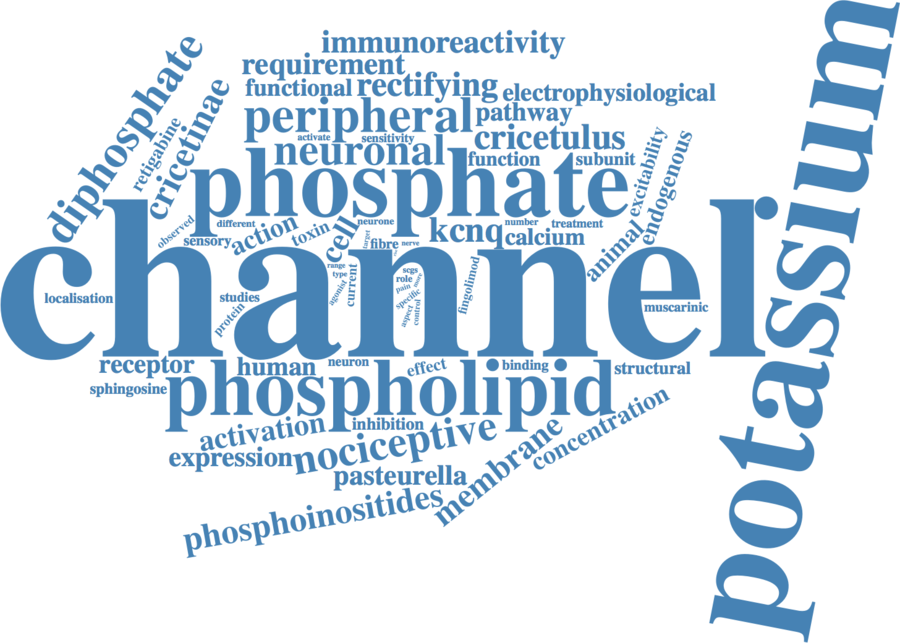 immunoreactivity
requirement
functional
rectifying
electrophysiological
peripheral
pathway
activate
sensitivity
cricetulus
neuronal
function
subunit
diphosphate
retigabine
cricetinae
phosphate
excitability
endogenous
observed
different
sensory
action
toxin
cell
neurone
target
fibre
nerve
kcnq
number
treatment
calcium
animal
channel
potassium
localisation
studies
protein
range
type
agonist
current
scgs
role
pain
specific
aspect
control
fingolimod
muscarinic
receptor
human
neuron
effect
binding
structural
sphingosine
phospholipid
activation
inhibition
nociceptive
expression
membrane
concentration
pasteurella
phosphoinositides